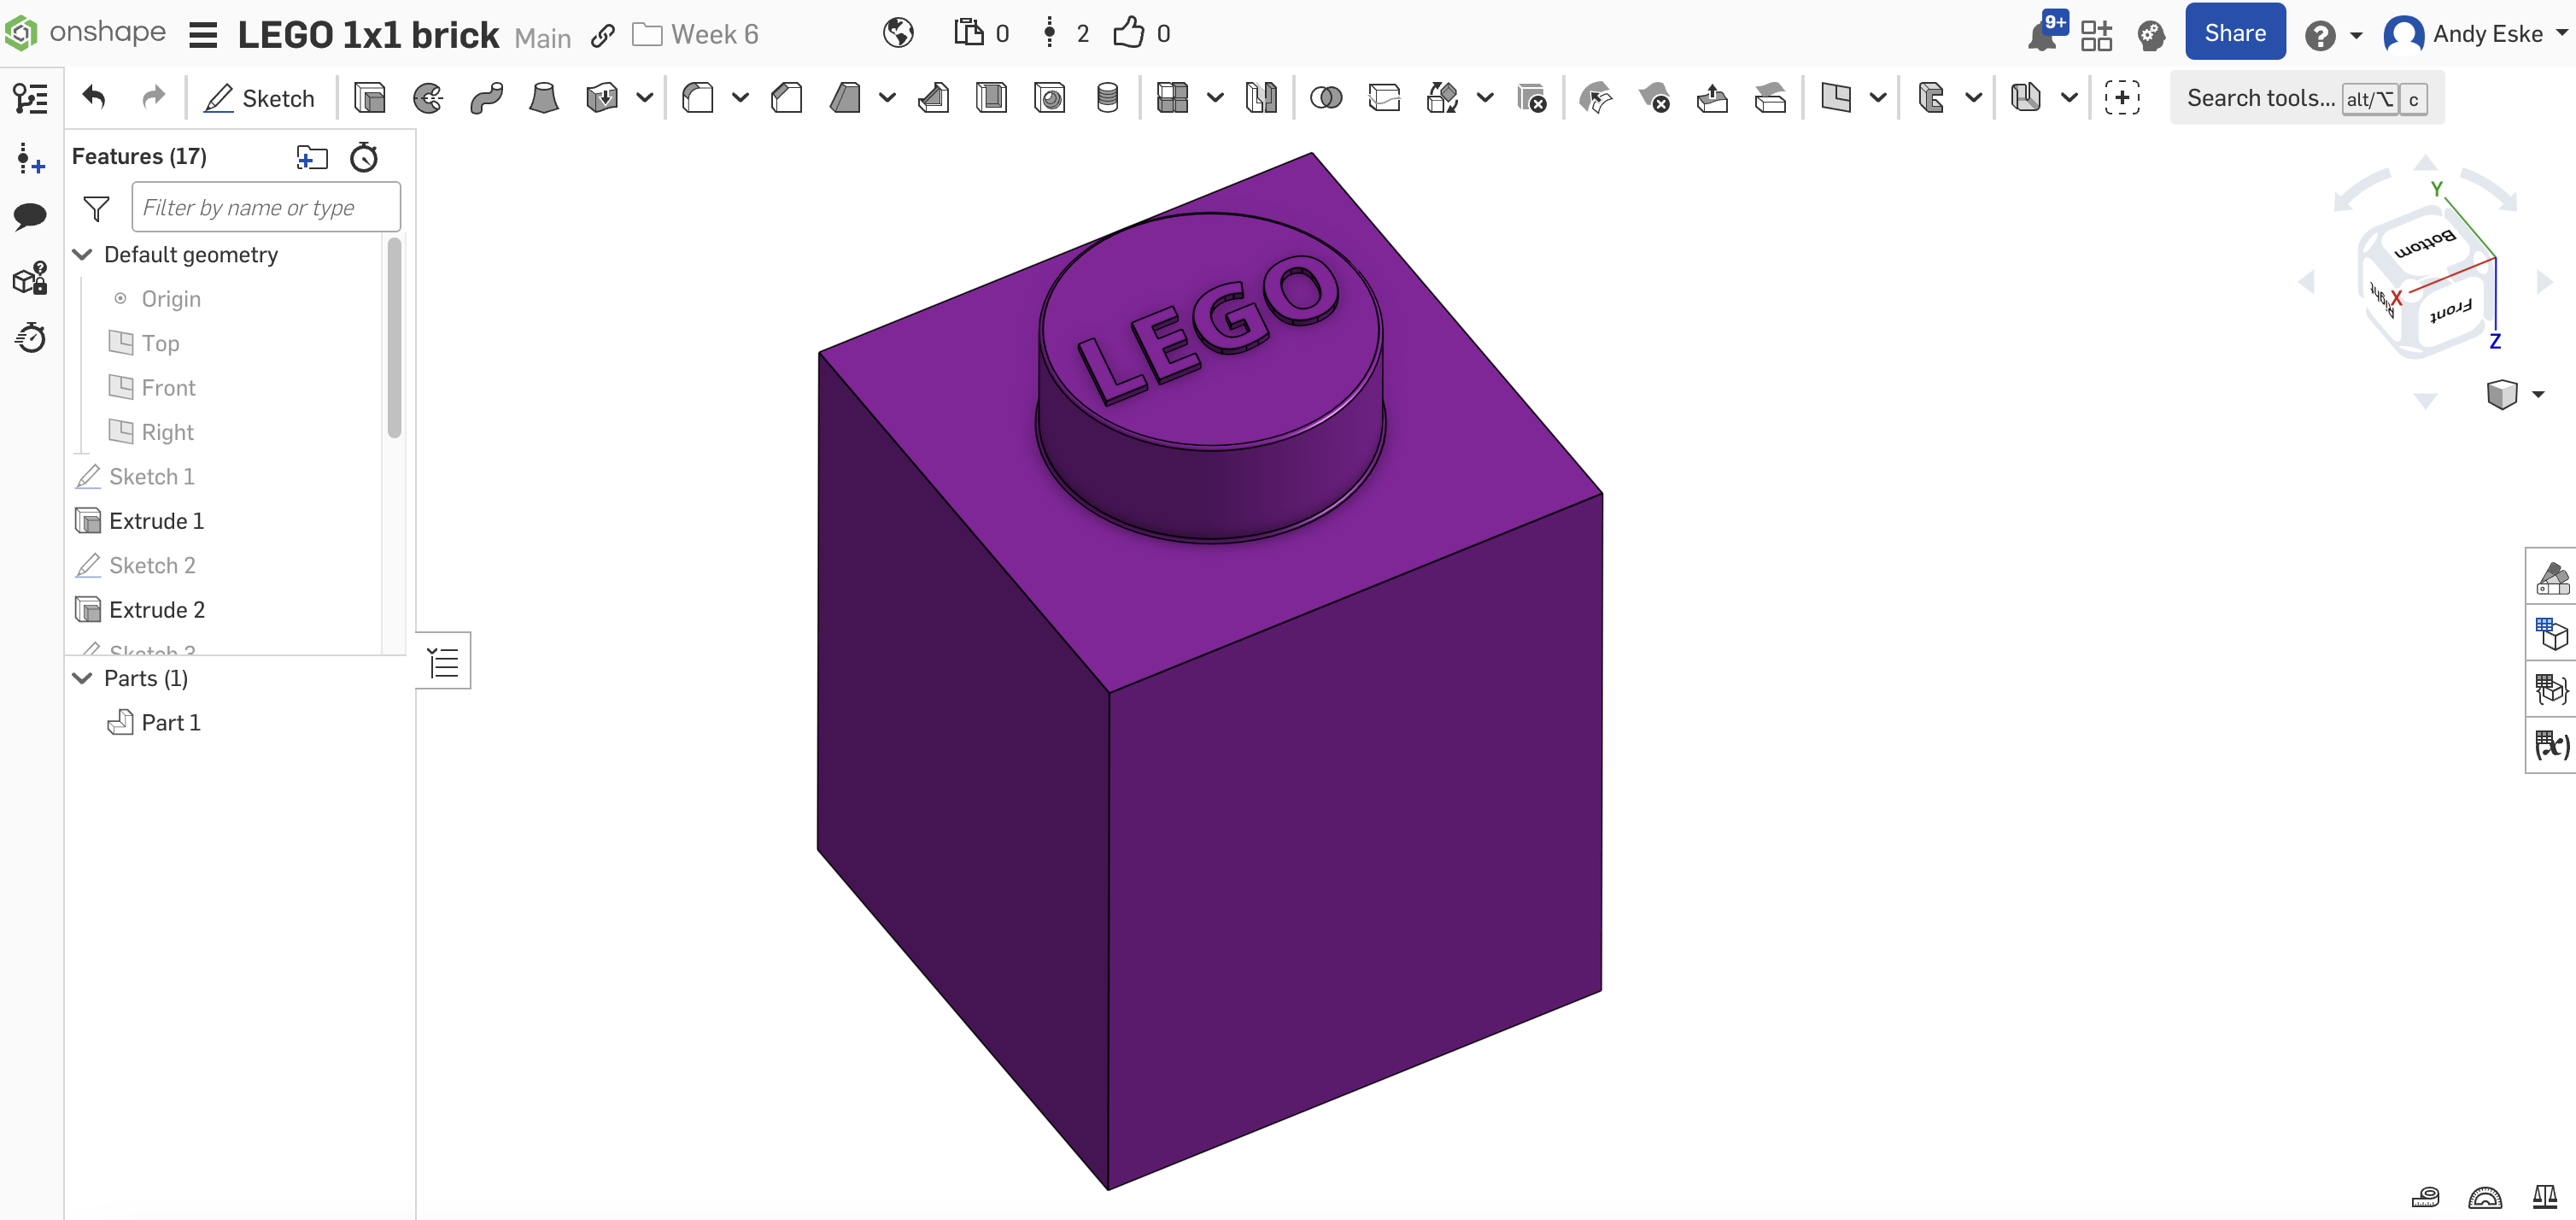 onshape LEGO 1x1 brick Main Week 6 0 2 0 9+ Share Andy Eske
Sketch Search tools... alt/⌥ c
Features (17)
Filter by name or type
Default geometry
Origin
Top
Front
Right
Sketch 1
Extrude 1
Sketch 2
Extrude 2
Sketch 3
Parts (1)
Part 1
LEGO
Y
Bottom
Right
X
Front
Z